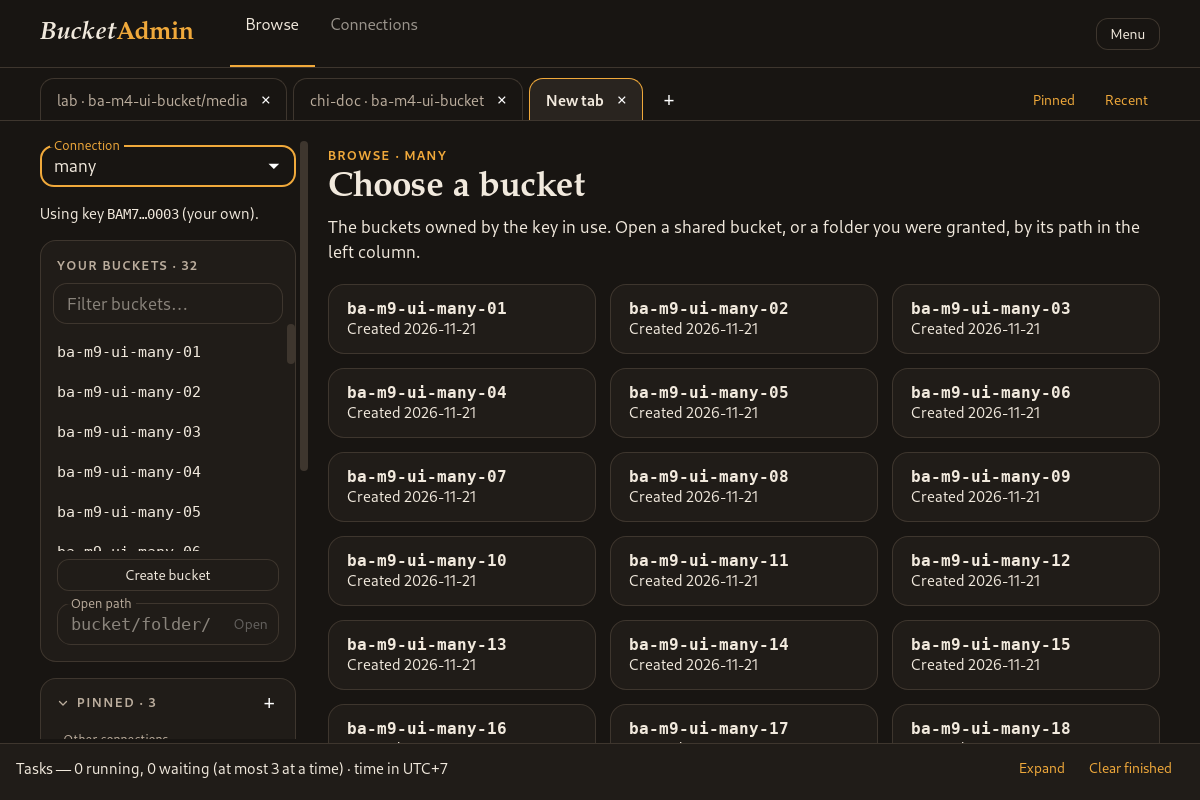 BucketAdmin
Browse
Connections
Menu
lab · ba-m4-ui-bucket/media ×
chi-doc · ba-m4-ui-bucket ×
New tab ×
+
Pinned
Recent
Connection
many
Using key BAM7…0003 (your own).
YOUR BUCKETS · 32
Filter buckets…
ba-m9-ui-many-01
ba-m9-ui-many-02
ba-m9-ui-many-03
ba-m9-ui-many-04
ba-m9-ui-many-05
ba-m9-ui-many-06
Create bucket
Open path
bucket/folder/
Open
PINNED · 3
+
Other connections
BROWSE · MANY
Choose a bucket
The buckets owned by the key in use. Open a shared bucket, or a folder you were granted, by its path in the
left column.
ba-m9-ui-many-01
Created 2026-11-21
ba-m9-ui-many-02
Created 2026-11-21
ba-m9-ui-many-03
Created 2026-11-21
ba-m9-ui-many-04
Created 2026-11-21
ba-m9-ui-many-05
Created 2026-11-21
ba-m9-ui-many-06
Created 2026-11-21
ba-m9-ui-many-07
Created 2026-11-21
ba-m9-ui-many-08
Created 2026-11-21
ba-m9-ui-many-09
Created 2026-11-21
ba-m9-ui-many-10
Created 2026-11-21
ba-m9-ui-many-11
Created 2026-11-21
ba-m9-ui-many-12
Created 2026-11-21
ba-m9-ui-many-13
Created 2026-11-21
ba-m9-ui-many-14
Created 2026-11-21
ba-m9-ui-many-15
Created 2026-11-21
ba-m9-ui-many-16
ba-m9-ui-many-17
ba-m9-ui-many-18
Tasks — 0 running, 0 waiting (at most 3 at a time) · time in UTC+7
Expand
Clear finished